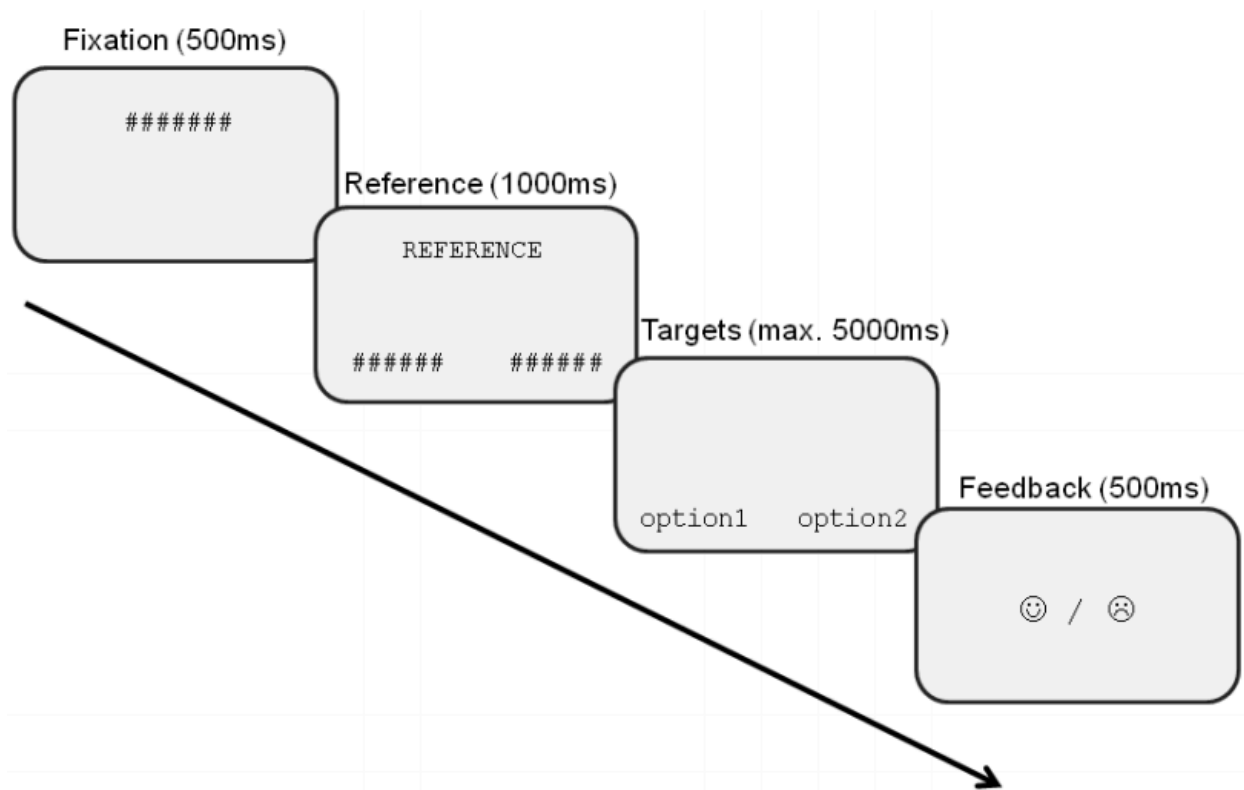 Fixation (500ms)
#######
Reference (1000ms)
REFERENCE
###### ######
Targets (max. 5000ms)
option1 option2
Feedback (500ms)
☺ / ☹